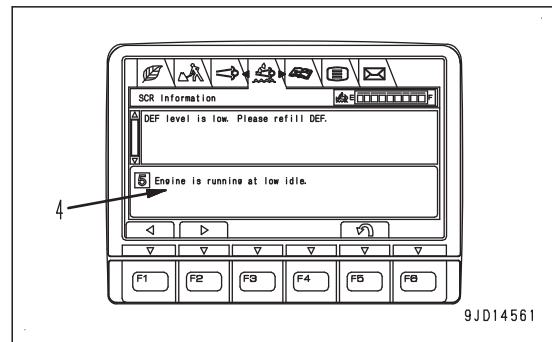 SCR Information
E F
DEF level is low. Please refill DEF.
5 Engine is running at low idle.
4
F1 F2 F3 F4 F5 F6
9JD14561